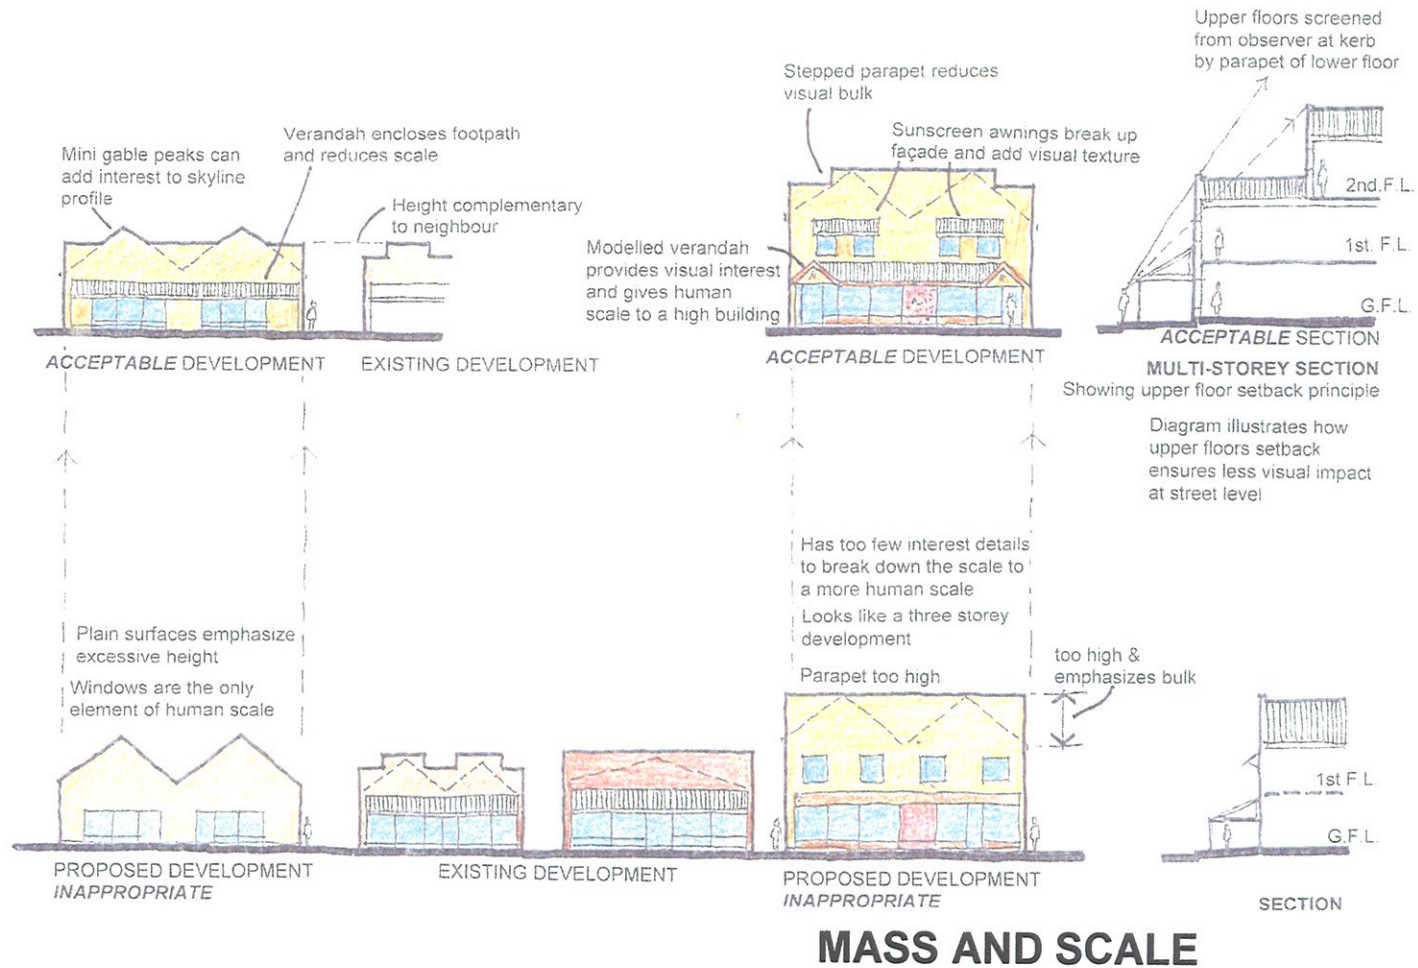 Upper floors screened
from observer at kerb
by parapet of lower floor
Stepped parapet reduces
visual bulk
Sunscreen awnings break up
façade and add visual texture
Verandah encloses footpath
and reduces scale
Mini gable peaks can
add interest to skyline
profile
Height complementary
to neighbour
Modelled verandah
provides visual interest
and gives human
scale to a high building
2nd.F.L.
1st. F.L.
G.F.L.
ACCEPTABLE DEVELOPMENT
EXISTING DEVELOPMENT
ACCEPTABLE DEVELOPMENT
ACCEPTABLE SECTION
MULTI-STOREY SECTION
Showing upper floor setback principle
Diagram illustrates how
upper floors setback
ensures less visual impact
at street level
Has too few interest details
to break down the scale to
a more human scale
Looks like a three storey
development
Parapet too high
too high &
emphasizes bulk
Plain surfaces emphasize
excessive height
Windows are the only
element of human scale
1st F.L.
G.F.L.
PROPOSED DEVELOPMENT
INAPPROPRIATE
EXISTING DEVELOPMENT
PROPOSED DEVELOPMENT
INAPPROPRIATE
SECTION
MASS AND SCALE